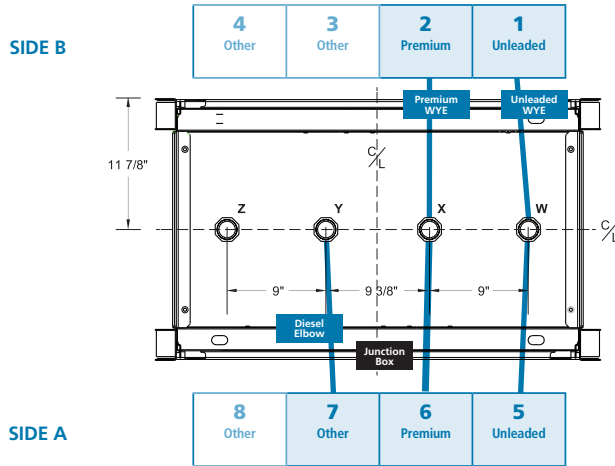 SIDE B
4 3 2 1
Other Other Premium Unleaded
Premium
WYE
Unleaded
WYE
C/L
11 7/8"
Z Y X W
C/L
9" 9 3/8" 9"
Diesel
Elbow
Junction
Box
SIDE A
8 7 6 5
Other Other Premium Unleaded